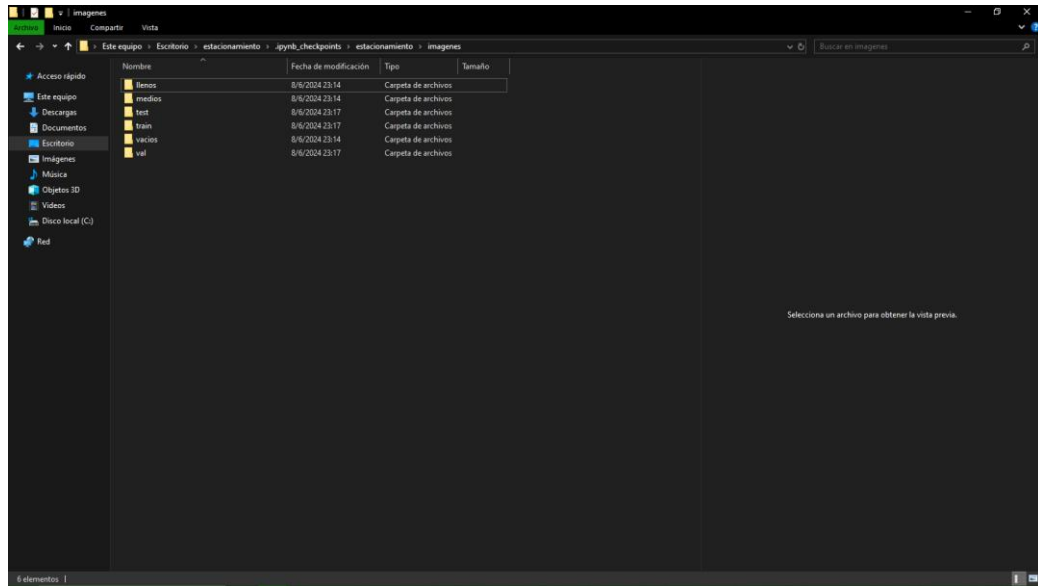 imagenes
Archivo Inicio Compartir Vista
Este equipo › Escritorio › estacionamiento › .ipynb_checkpoints › estacionamiento › imagenes
Buscar en imagenes
Nombre Fecha de modificación Tipo Tamaño
Acceso rápido
Este equipo
Descargas
Documentos
Escritorio
Imágenes
Música
Objetos 3D
Videos
Disco local (C:)
Red
llenos 8/6/2024 23:14 Carpeta de archivos
medios 8/6/2024 23:14 Carpeta de archivos
test 8/6/2024 23:17 Carpeta de archivos
train 8/6/2024 23:17 Carpeta de archivos
vacios 8/6/2024 23:14 Carpeta de archivos
val 8/6/2024 23:17 Carpeta de archivos
Selecciona un archivo para obtener la vista previa.
6 elementos